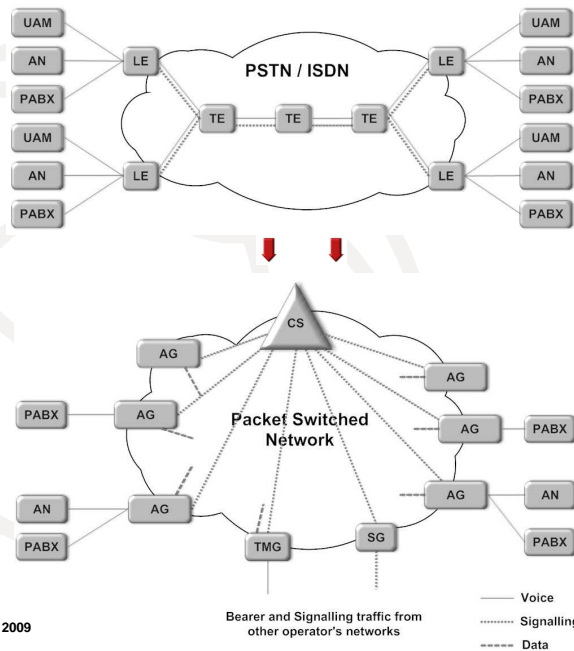 UAM
UAM
AN
LE
LE
AN
PSTN / ISDN
PABX
PABX
TE
TE
TE
UAM
UAM
AN
LE
LE
AN
PABX
PABX
CS
AG
AG
PABX
AG
Packet Switched
Network
AG
PABX
AN
AG
AG
AN
PABX
TMG
SG
PABX
Voice
Bearer and Signalling traffic from
other operator's networks
Signalling
Data
2009